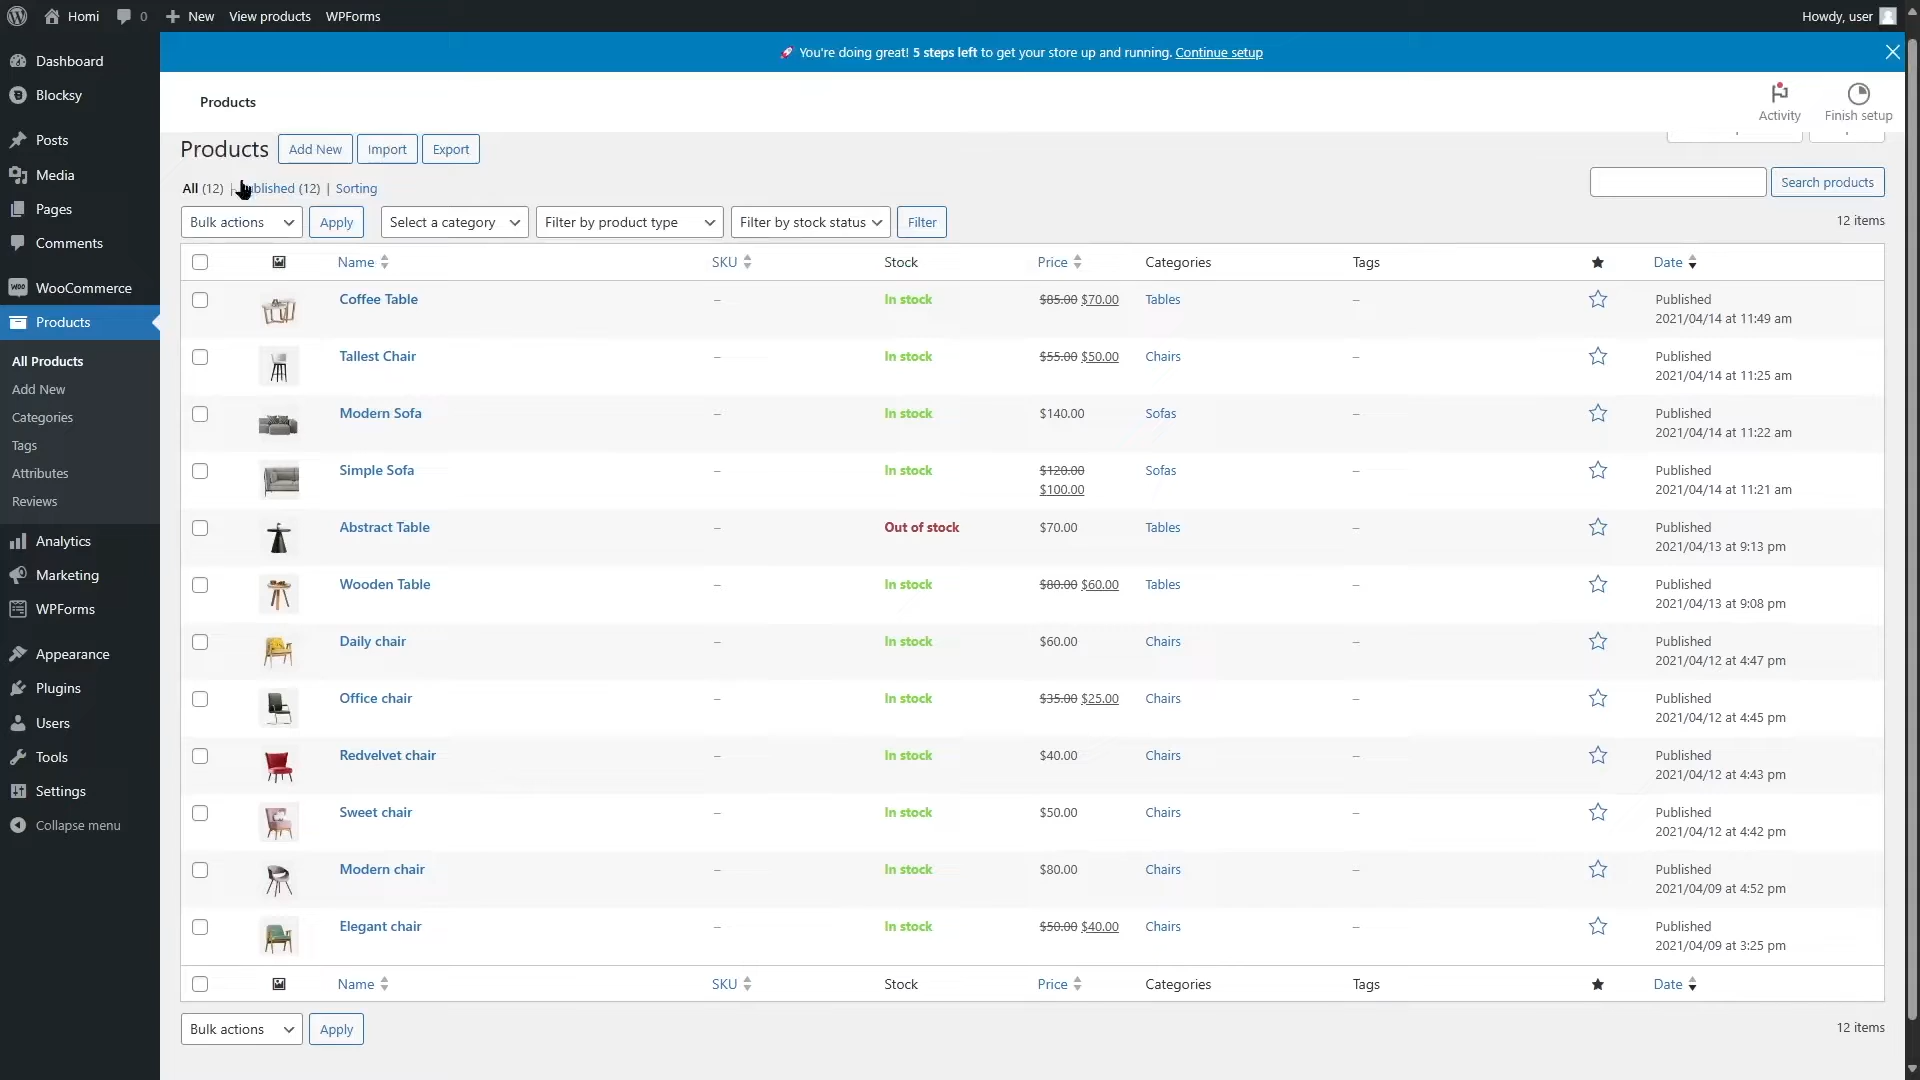 Homi 0 New View products WPForms Howdy, user
🚀 You're doing great! 5 steps left to get your store up and running. Continue setup
Dashboard
Blocksy
Posts
Media
Pages
Comments
WooCommerce
Products
All Products
Add New
Categories
Tags
Attributes
Reviews
Analytics
Marketing
WPForms
Appearance
Plugins
Users
Tools
Settings
Collapse menu
Products
Activity
Finish setup
Products Add New Import Export
All (12) | Published (12) | Sorting
Search products
Bulk actions Apply Select a category Filter by product type Filter by stock status Filter
12 items
Name SKU Stock Price Categories Tags Date
Coffee Table – In stock $85.00 $70.00 Tables – Published
2021/04/14 at 11:49 am
Tallest Chair – In stock $55.00 $50.00 Chairs – Published
2021/04/14 at 11:25 am
Modern Sofa – In stock $140.00 Sofas – Published
2021/04/14 at 11:22 am
Simple Sofa – In stock $120.00 Sofas – Published
$100.00 2021/04/14 at 11:21 am
Abstract Table – Out of stock $70.00 Tables – Published
2021/04/13 at 9:13 pm
Wooden Table – In stock $80.00 $60.00 Tables – Published
2021/04/13 at 9:08 pm
Daily chair – In stock $60.00 Chairs – Published
2021/04/12 at 4:47 pm
Office chair – In stock $35.00 $25.00 Chairs – Published
2021/04/12 at 4:45 pm
Redvelvet chair – In stock $40.00 Chairs – Published
2021/04/12 at 4:43 pm
Sweet chair – In stock $50.00 Chairs – Published
2021/04/12 at 4:42 pm
Modern chair – In stock $80.00 Chairs – Published
2021/04/09 at 4:52 pm
Elegant chair – In stock $50.00 $40.00 Chairs – Published
2021/04/09 at 3:25 pm
Name SKU Stock Price Categories Tags Date
Bulk actions Apply
12 items